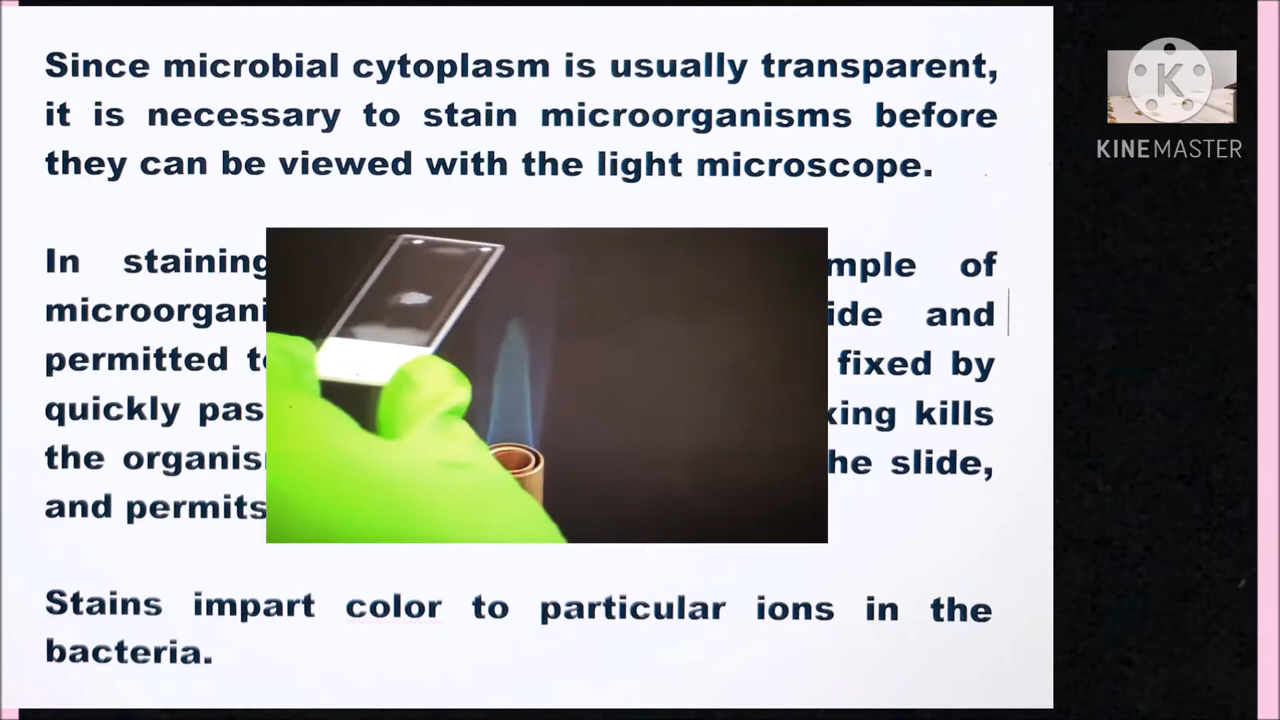 Since microbial cytoplasm is usually transparent,
it is necessary to stain microorganisms before
they can be viewed with the light microscope.
K
KINEMASTER
In staining mple of
microorgani ide and
permitted t fixed by
quickly pas xing kills
the organis he slide,
and permits
Stains impart color to particular ions in the
bacteria.